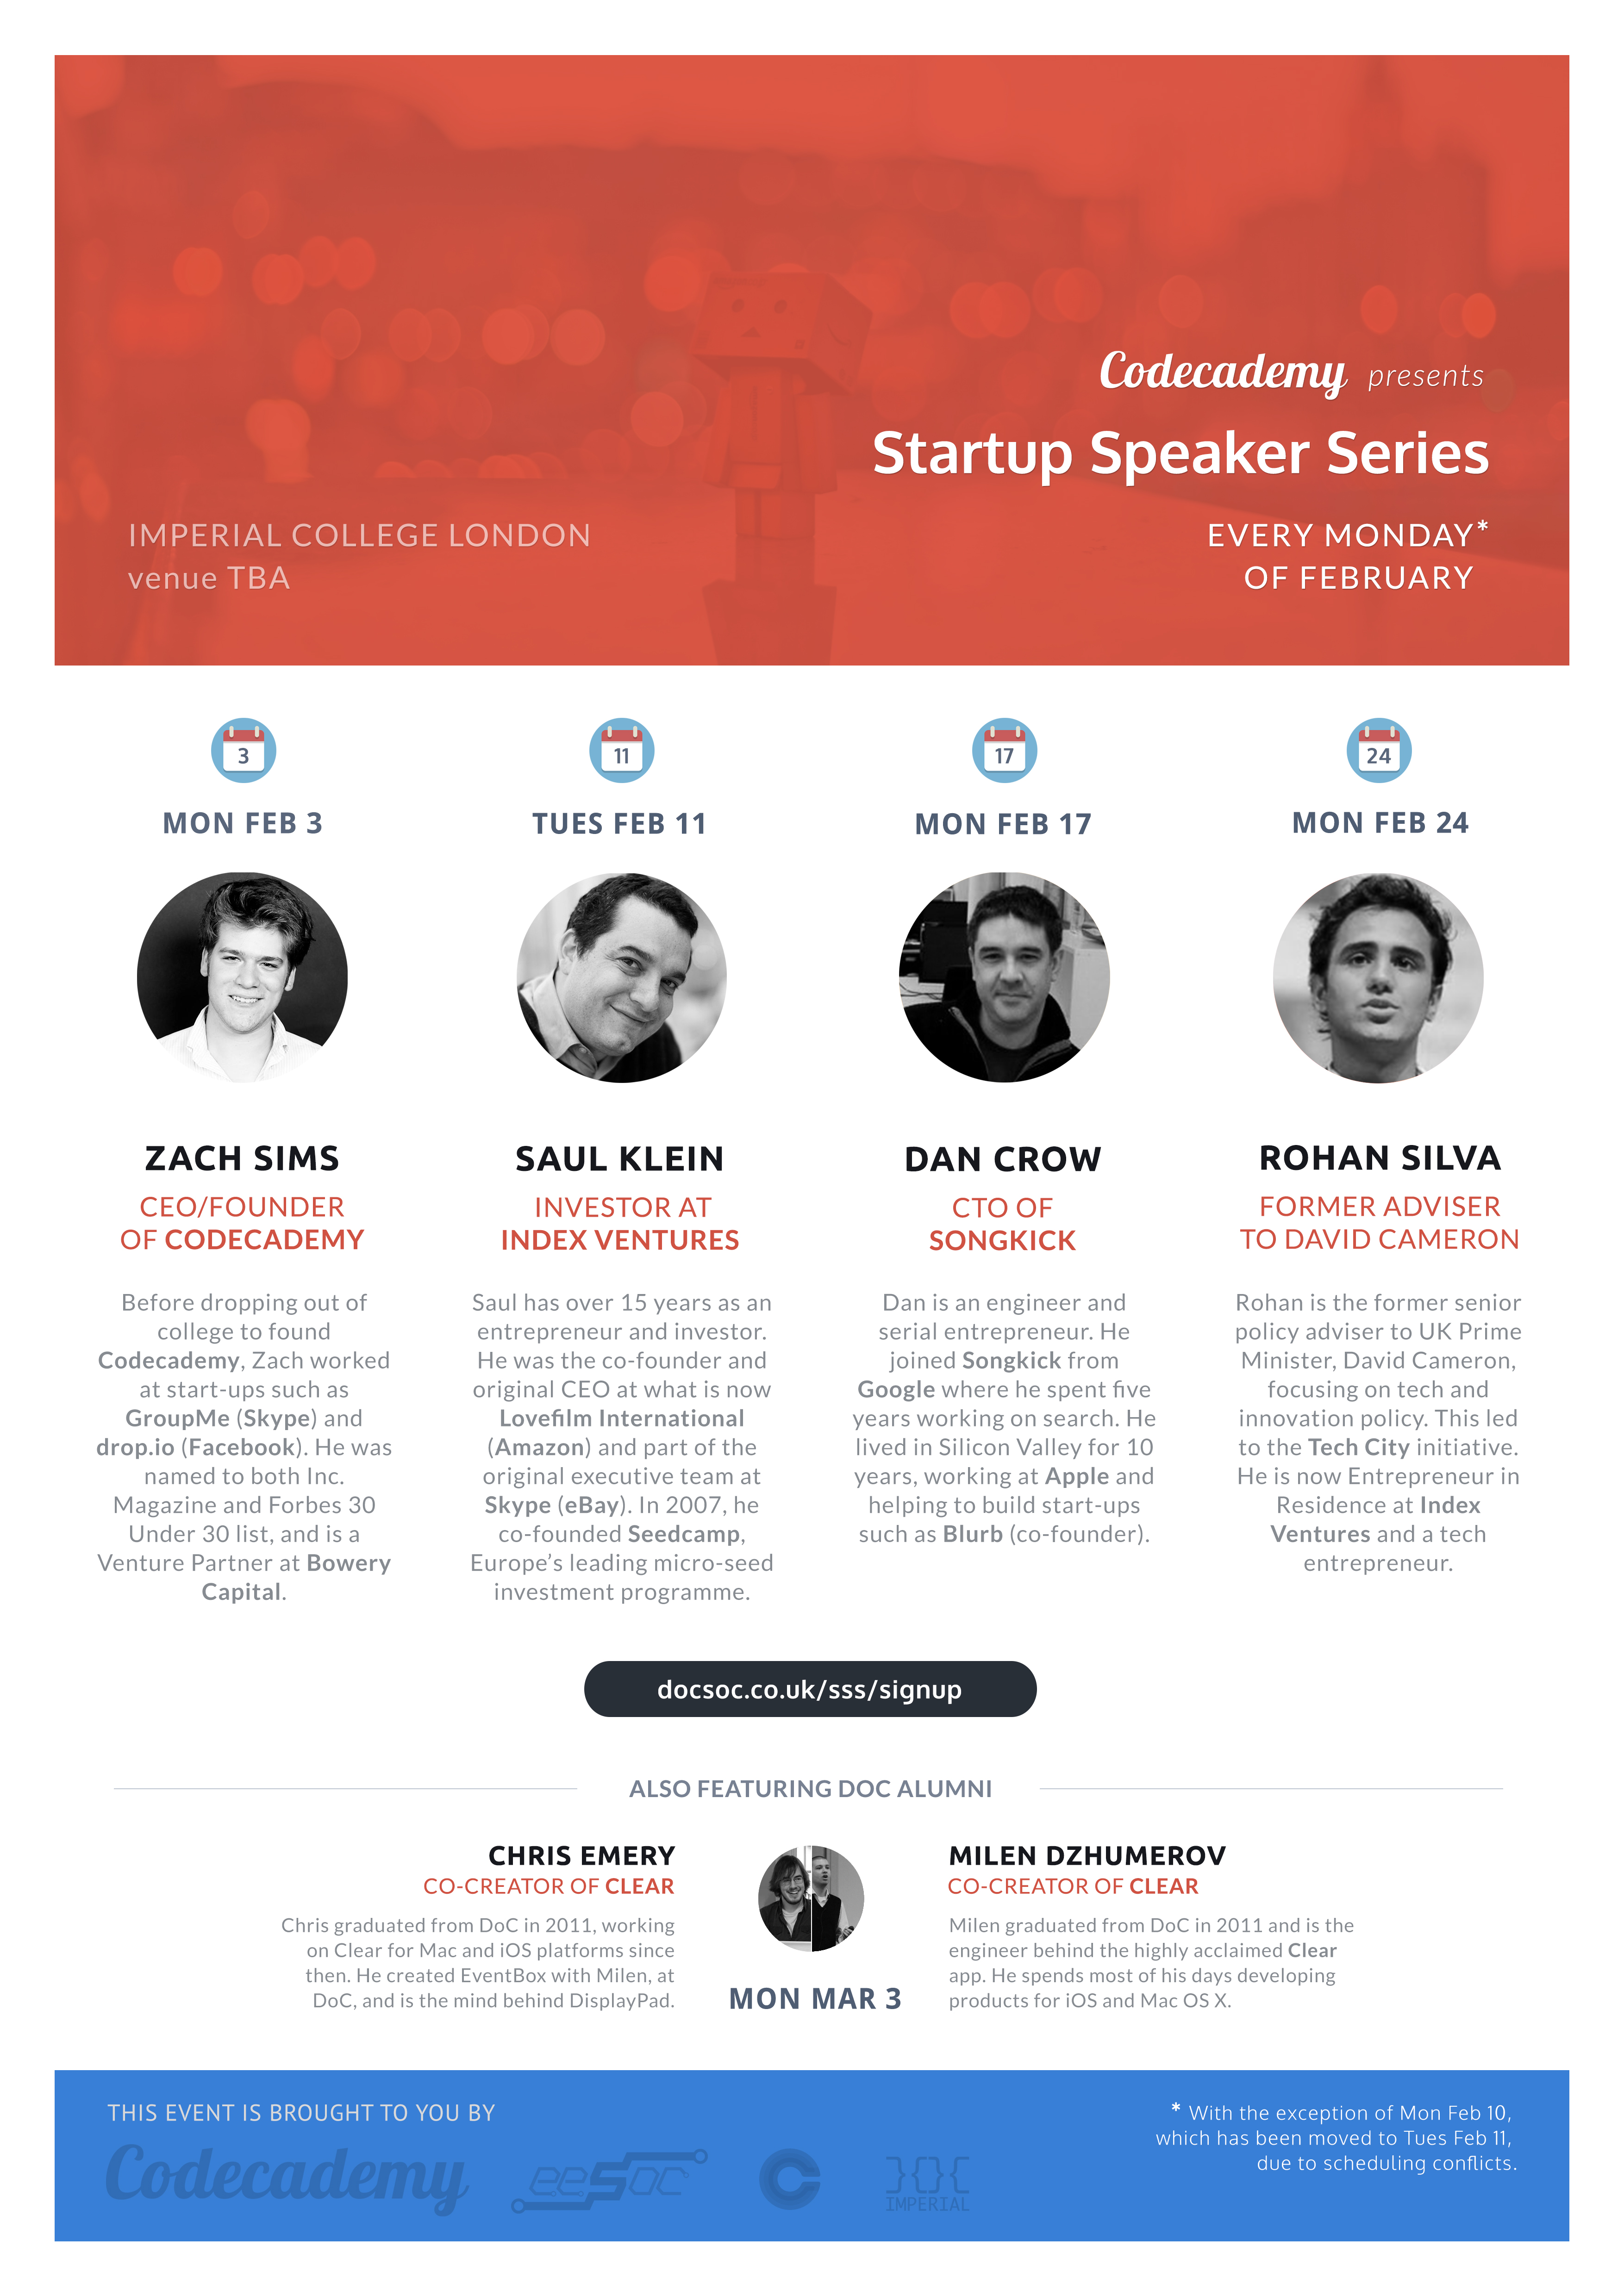 Codecademy presents
Startup Speaker Series
IMPERIAL COLLEGE LONDON
venue TBA
EVERY MONDAY*
OF FEBRUARY
3
MON FEB 3
ZACH SIMS
CEO/FOUNDER
OF CODECADEMY
Before dropping out of
college to found
Codecademy, Zach worked
at start-ups such as
GroupMe (Skype) and
drop.io (Facebook). He was
named to both Inc.
Magazine and Forbes 30
Under 30 list, and is a
Venture Partner at Bowery
Capital.
11
TUES FEB 11
SAUL KLEIN
INVESTOR AT
INDEX VENTURES
Saul has over 15 years as an
entrepreneur and investor.
He was the co-founder and
original CEO at what is now
Lovefilm International
(Amazon) and part of the
original executive team at
Skype (eBay). In 2007, he
co-founded Seedcamp,
Europe's leading micro-seed
investment programme.
17
MON FEB 17
DAN CROW
CTO OF
SONGKICK
Dan is an engineer and
serial entrepreneur. He
joined Songkick from
Google where he spent five
years working on search. He
lived in Silicon Valley for 10
years, working at Apple and
helping to build start-ups
such as Blurb (co-founder).
24
MON FEB 24
ROHAN SILVA
FORMER ADVISER
TO DAVID CAMERON
Rohan is the former senior
policy adviser to UK Prime
Minister, David Cameron,
focusing on tech and
innovation policy. This led
to the Tech City initiative.
He is now Entrepreneur in
Residence at Index
Ventures and a tech
entrepreneur.
docsoc.co.uk/sss/signup
ALSO FEATURING DOC ALUMNI
CHRIS EMERY
CO-CREATOR OF CLEAR
Chris graduated from DoC in 2011, working
on Clear for Mac and iOS platforms since
then. He created EventBox with Milen, at
DoC, and is the mind behind DisplayPad.
MON MAR 3
MILEN DZHUMEROV
CO-CREATOR OF CLEAR
Milen graduated from DoC in 2011 and is the
engineer behind the highly acclaimed Clear
app. He spends most of his days developing
products for iOS and Mac OS X.
THIS EVENT IS BROUGHT TO YOU BY
Codecademy
eesoc
C
}{}{
IMPERIAL
* With the exception of Mon Feb 10,
which has been moved to Tues Feb 11,
due to scheduling conflicts.